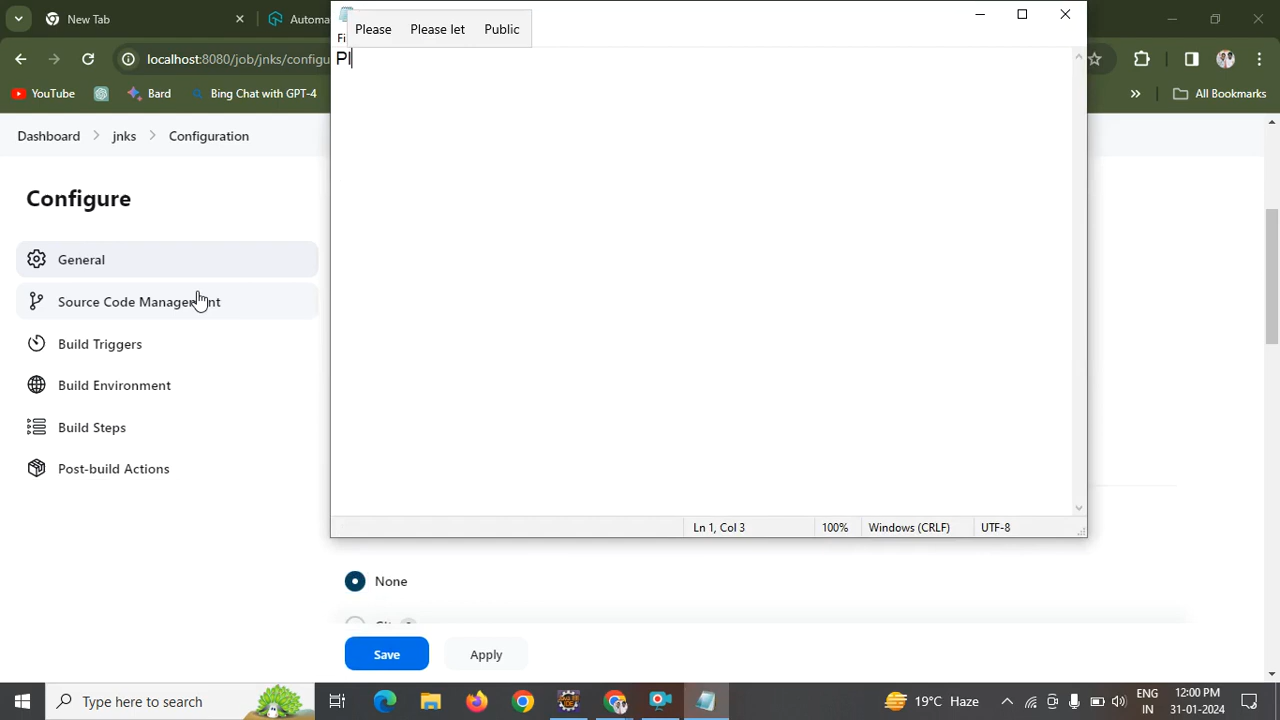 New Tab
Automa
Please Please let Public
Fi
Pl
localhost:8080/job/jnks/configu
YouTube
Bard
Bing Chat with GPT-4
All Bookmarks
Dashboard jnks Configuration
Configure
General
Source Code Management
Build Triggers
Build Environment
Build Steps
Post-build Actions
Ln 1, Col 3
100%
Windows (CRLF)
UTF-8
None
Save
Apply
Type here to search
19°C Haze
ENG
IN
12:00 PM
31-01-2024